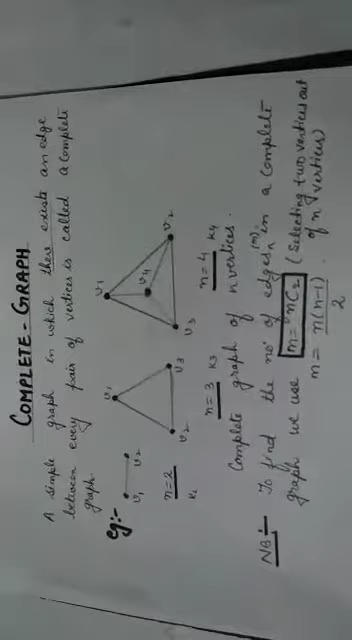 COMPLETE - GRAPH
A simple graph in which there exists an edge
between every pair of vertices is called a complete
graph.
eg:-
v1 v2
n=2
K2
v1
v2 v3
n=3 K3
v1
v4
v3 v2
n=4 K4
Complete graph of n vertices.
NB:- To find the no. of edges (m) in a complete
graph we use m = nC2 (Selecting two vertices out
of n vertices)
m = n(n-1) / 2 .